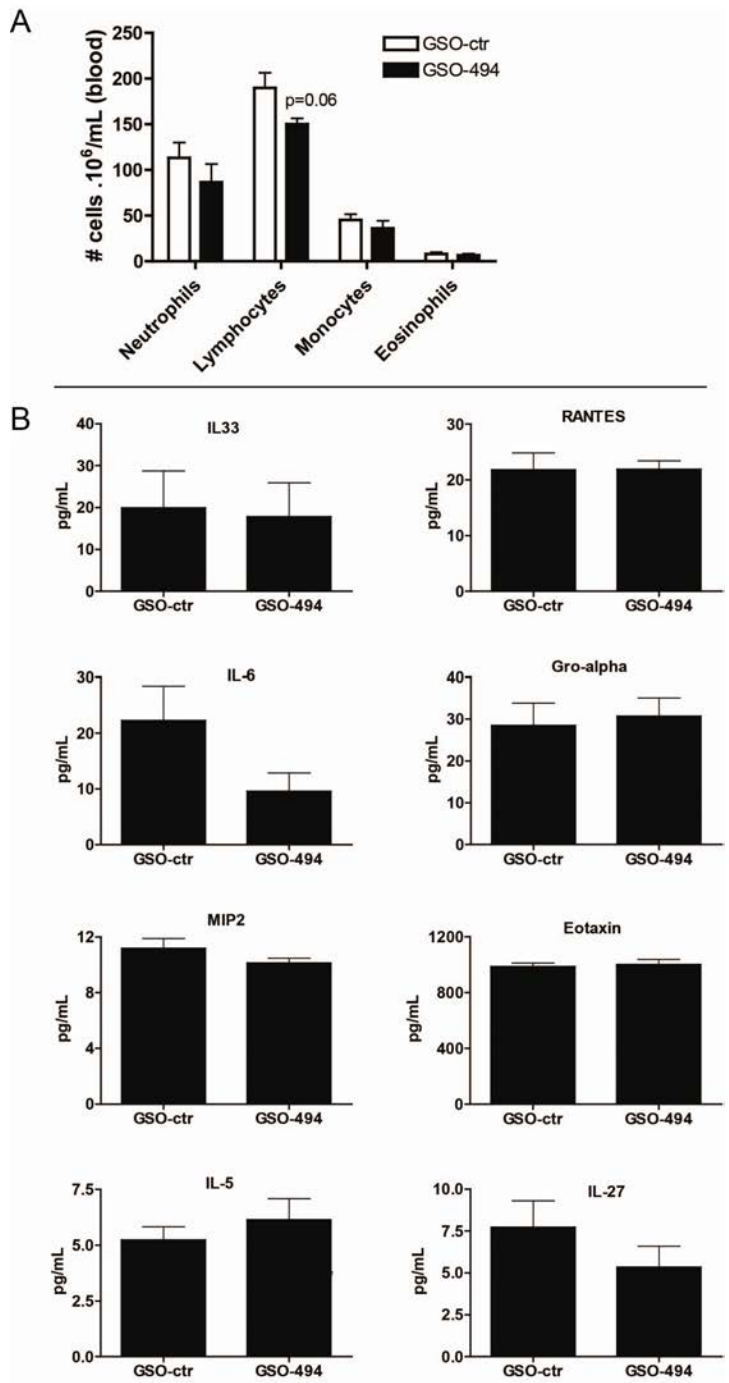 A
# cells .10⁶/mL (blood)
250
200
150
100
50
0
GSO-ctr
GSO-494
p=0.06
Neutrophils
Lymphocytes
Monocytes
Eosinophils
B
IL33
pg/mL
40
30
20
10
0
GSO-ctr GSO-494
RANTES
pg/mL
30
20
10
0
GSO-ctr GSO-494
IL-6
pg/mL
30
20
10
0
GSO-ctr GSO-494
Gro-alpha
pg/mL
40
30
20
10
0
GSO-ctr GSO-494
MIP2
pg/mL
12
8
4
0
GSO-ctr GSO-494
Eotaxin
pg/mL
1200
800
400
0
GSO-ctr GSO-494
IL-5
pg/mL
7.5
5.0
2.5
0.0
GSO-ctr GSO-494
IL-27
pg/mL
10.0
7.5
5.0
2.5
0.0
GSO-ctr GSO-494